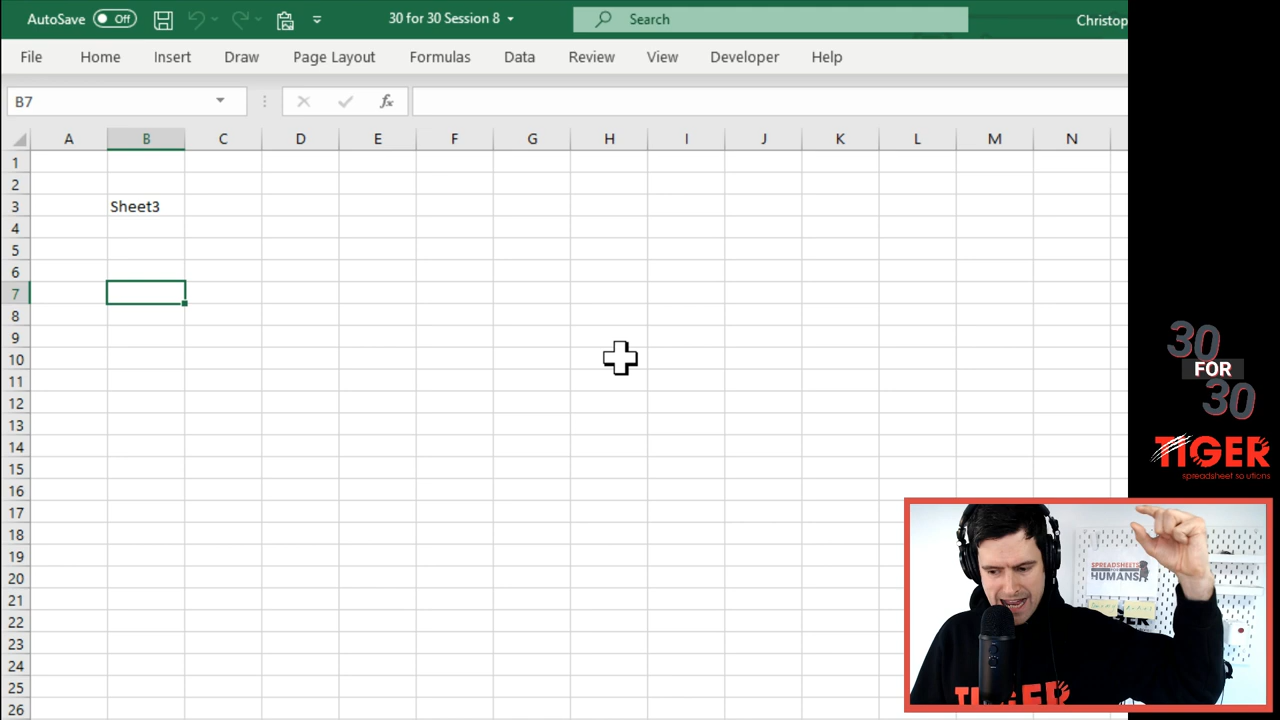 AutoSave Off 30 for 30 Session 8 Search Christop
File Home Insert Draw Page Layout Formulas Data Review View Developer Help
B7 fx
A B C D E F G H I J K L M N
1
2
3 Sheet3
4
5
6
7
8
9
10
11
12
13
14
15
16
17
18
19
20
21
22
23
24
25
26
30
FOR
30
TIGER
spreadsheet solutions
SPREADSHEETS
HUMANS
TIGER